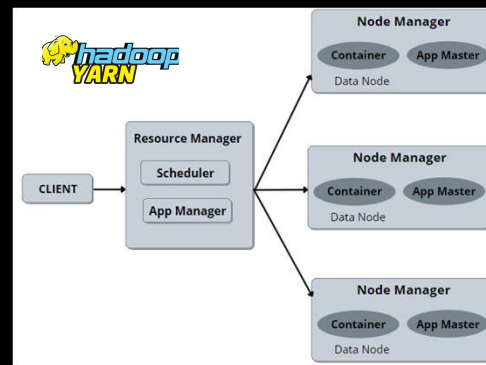 hadoop
YARN
CLIENT
Resource Manager
Scheduler
App Manager
Node Manager
Container App Master
Data Node
Node Manager
Container App Master
Data Node
Node Manager
Container App Master
Data Node